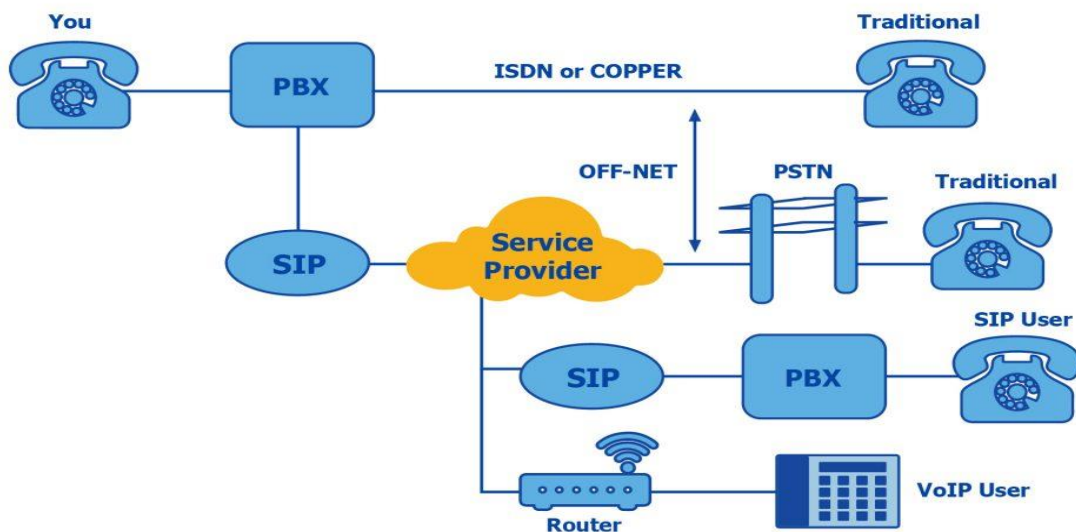 You
Traditional
PBX
ISDN or COPPER
OFF-NET
PSTN
Traditional
SIP
Service
Provider
SIP User
SIP
PBX
VoIP User
Router